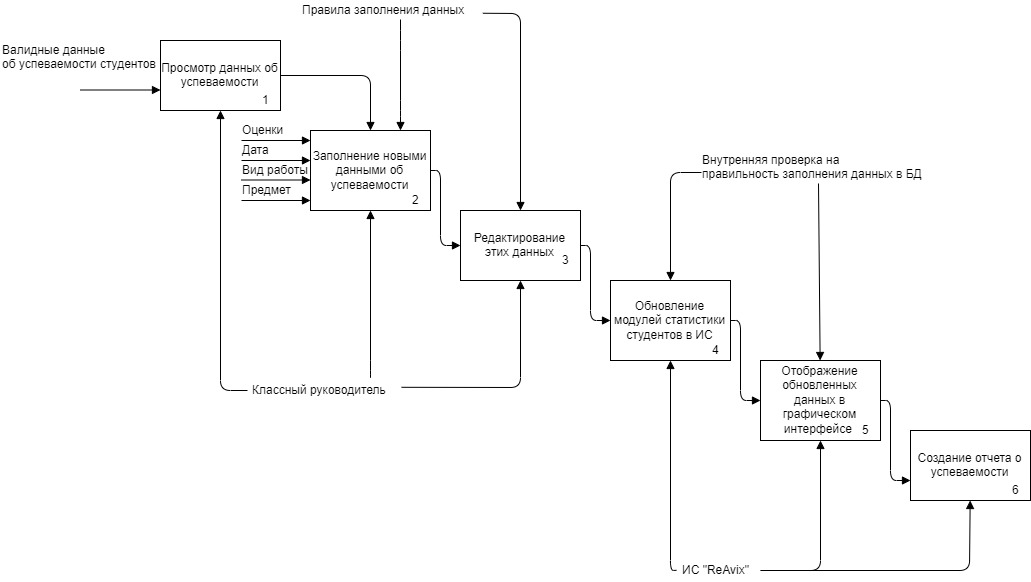 Правила заполнения данных
Валидные данные
об успеваемости студентов
Просмотр данных об
успеваемости
1
Оценки
Дата
Вид работы
Предмет
Заполнение новыми
данными об
успеваемости
2
Внутренняя проверка на
правильность заполнения данных в БД
Редактирование
этих данных
3
Обновление
модулей статистики
студентов в ИС
4
Классный руководитель
Отображение
обновленных
данных в
графическом
интерфейсе
5
Создание отчета о
успеваемости
6
ИС "ReAvix"